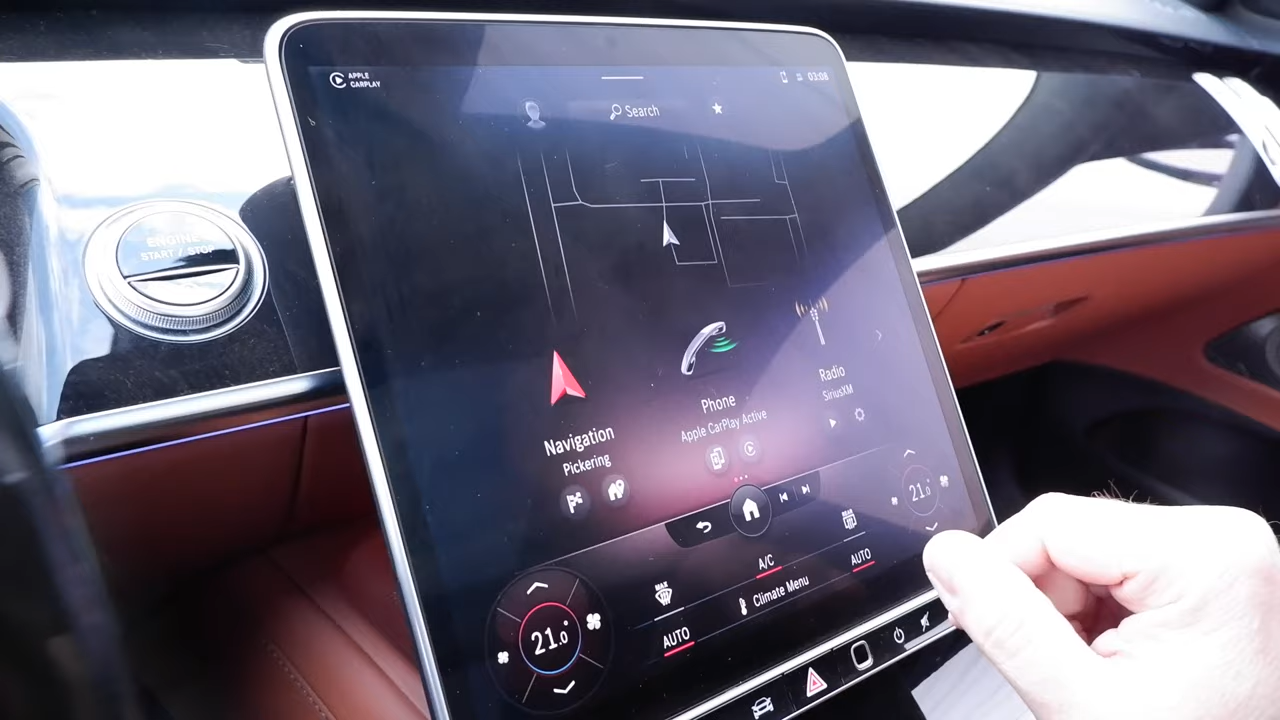 APPLE
CARPLAY
03:08
Search
ENGINE
START / STOP
Radio
SiriusXM
Phone
Apple CarPlay Active
Navigation
Pickering
21.0
REAR
A/C
AUTO
MAX
Climate Menu
21.0
AUTO